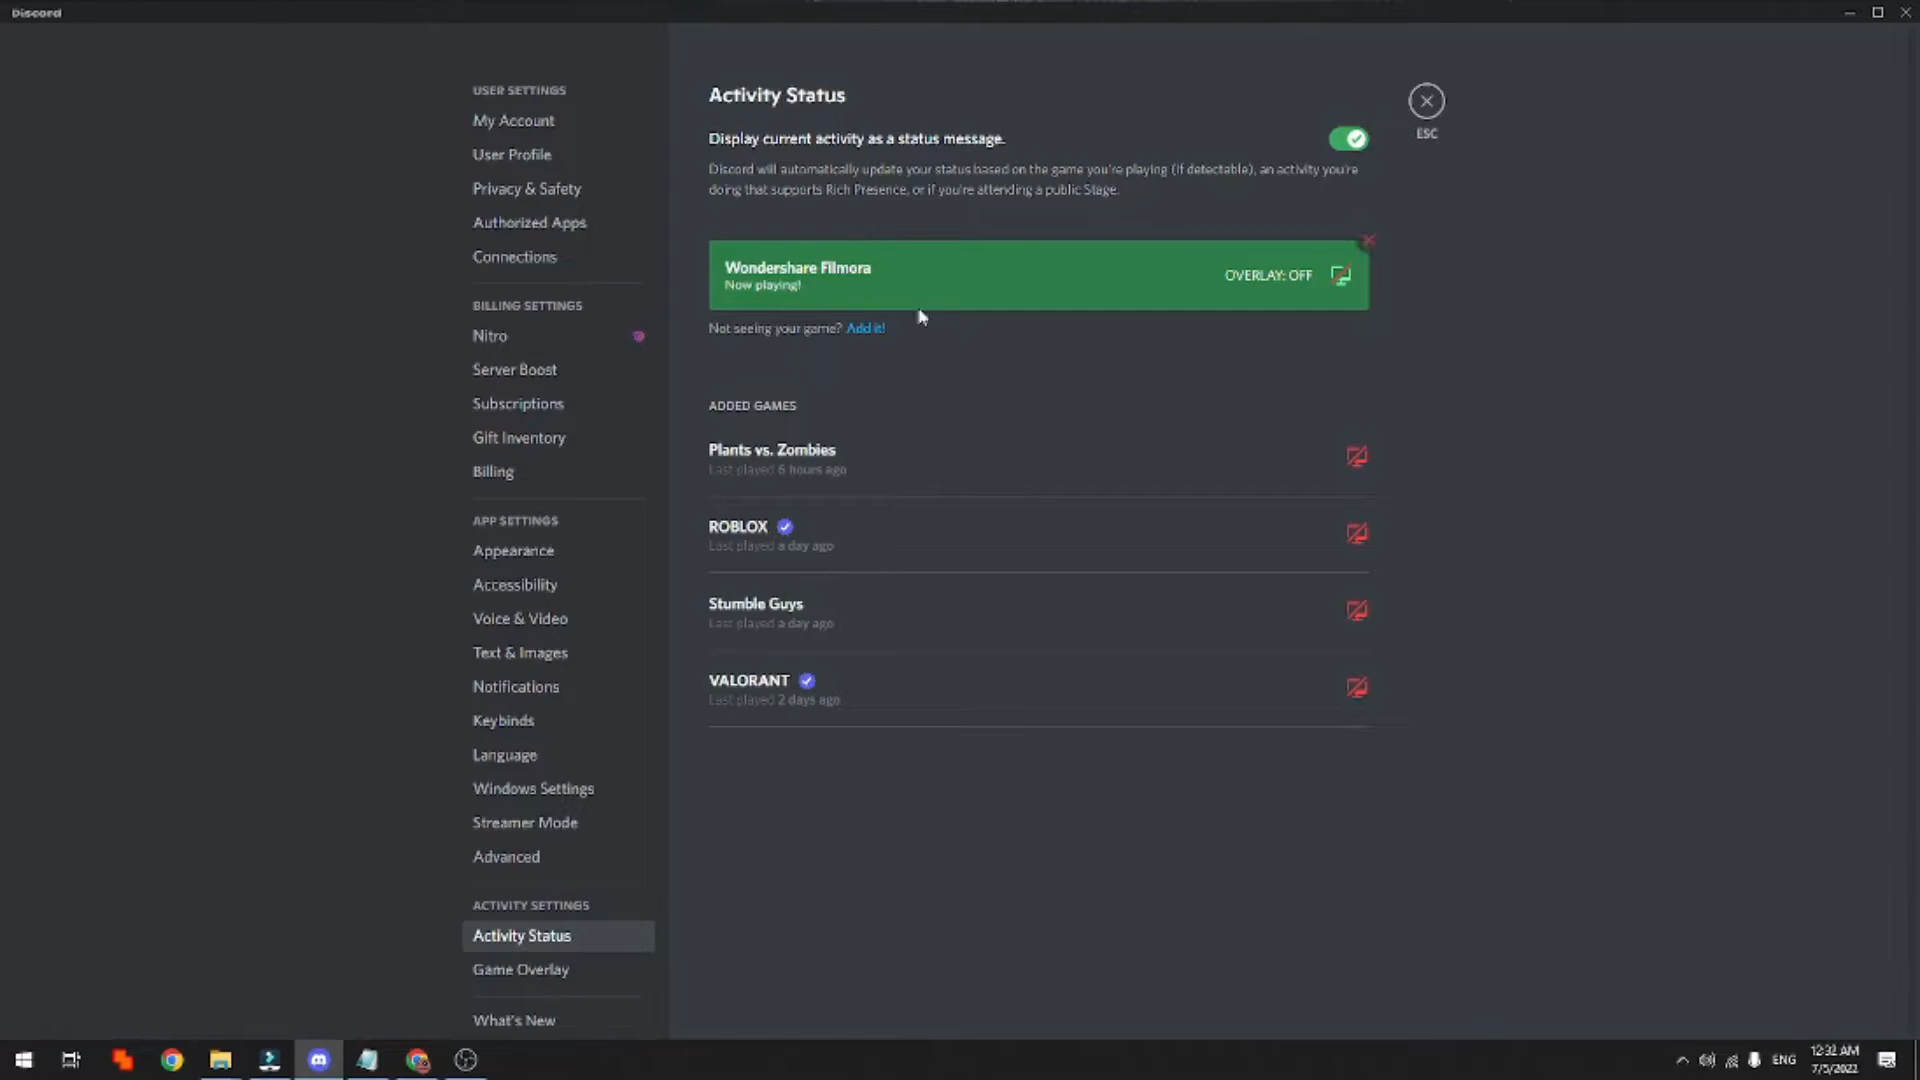 Discord
USER SETTINGS
My Account
User Profile
Privacy & Safety
Authorized Apps
Connections
BILLING SETTINGS
Nitro
Server Boost
Subscriptions
Gift Inventory
Billing
APP SETTINGS
Appearance
Accessibility
Voice & Video
Text & Images
Notifications
Keybinds
Language
Windows Settings
Streamer Mode
Advanced
ACTIVITY SETTINGS
Activity Status
Game Overlay
What's New
Activity Status
Display current activity as a status message.
Discord will automatically update your status based on the game you're playing (if detectable), an activity you're
doing that supports Rich Presence, or if you're attending a public Stage.
ESC
Wondershare Filmora
Now playing!
OVERLAY: OFF
Not seeing your game? Add it!
ADDED GAMES
Plants vs. Zombies
Last played 6 hours ago
ROBLOX
Last played a day ago
Stumble Guys
Last played a day ago
VALORANT
Last played 2 days ago
ENG
12:32 AM
7/5/2022